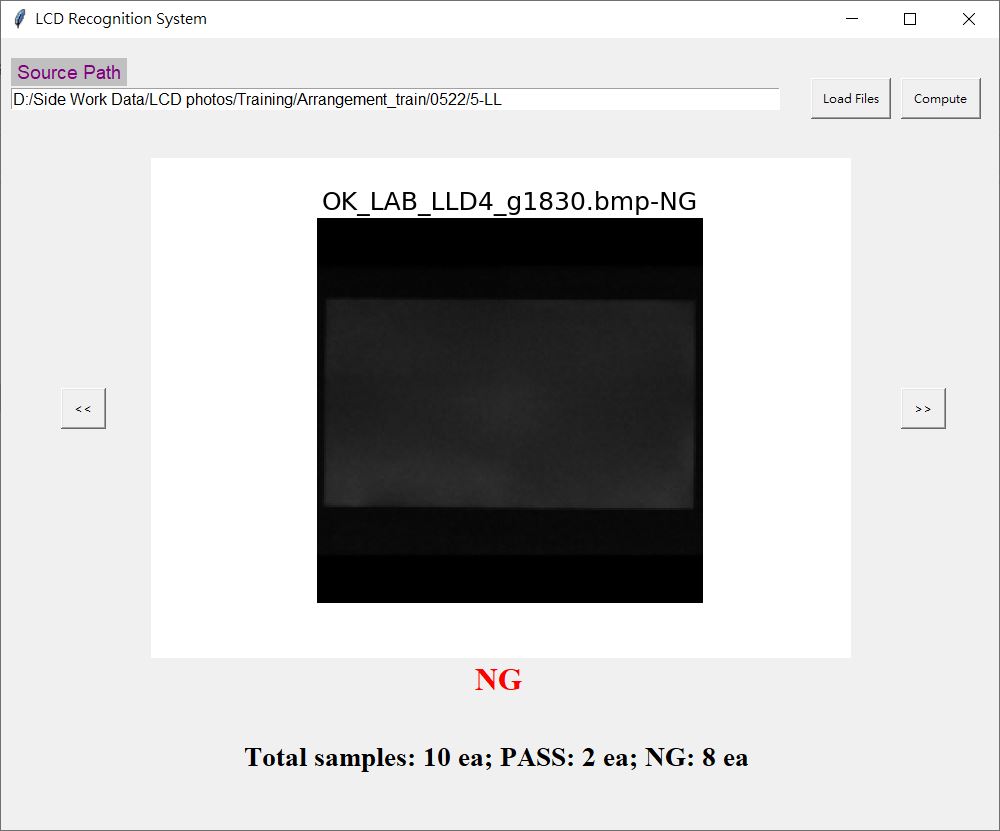 LCD Recognition System
Source Path
D:/Side Work Data/LCD photos/Training/Arrangement_train/0522/5-LL
Load Files
Compute
OK_LAB_LLD4_g1830.bmp-NG
<<
>>
NG
Total samples: 10 ea; PASS: 2 ea; NG: 8 ea